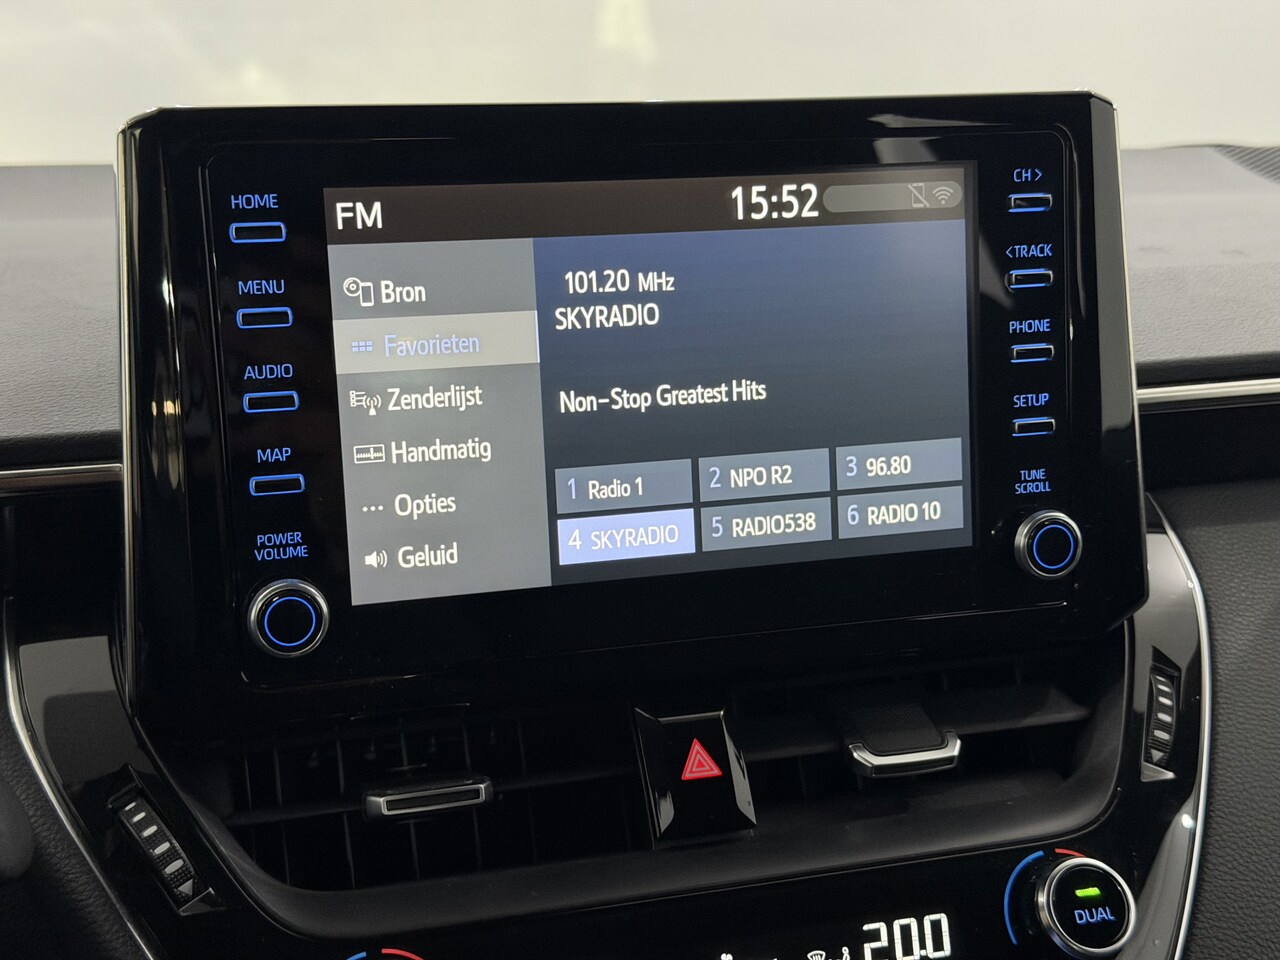 HOME
MENU
AUDIO
MAP
POWER
VOLUME
FM
15:52
Bron
Favorieten
Zenderlijst
Handmatig
Opties
Geluid
101.20 MHz
SKYRADIO
Non-Stop Greatest Hits
1 Radio 1
2 NPO R2
3 96.80
4 SKYRADIO
5 RADIO538
6 RADIO 10
CH >
< TRACK
PHONE
SETUP
TUNE
SCROLL
DUAL
20.0